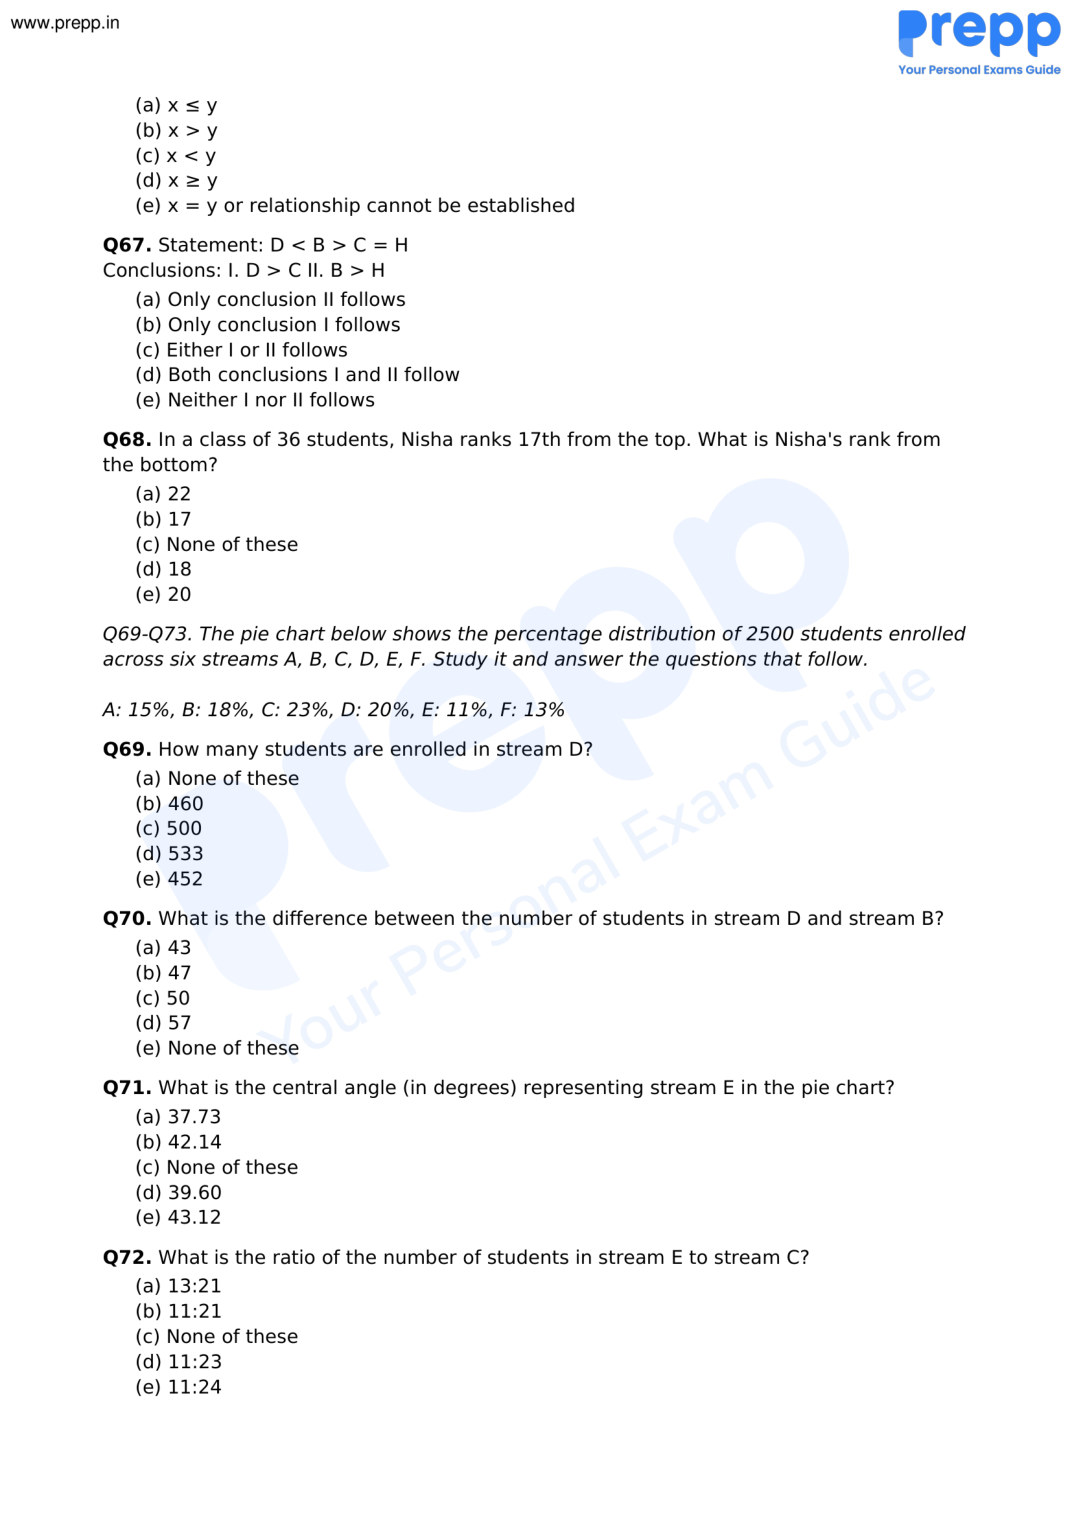 www.prepp.in
prepp
Your Personal Exams Guide
(a) x ≤ y
(b) x > y
(c) x < y
(d) x ≥ y
(e) x = y or relationship cannot be established
Q67. Statement: D < B > C = H
Conclusions: I. D > C II. B > H
(a) Only conclusion II follows
(b) Only conclusion I follows
(c) Either I or II follows
(d) Both conclusions I and II follow
(e) Neither I nor II follows
Q68. In a class of 36 students, Nisha ranks 17th from the top. What is Nisha's rank from
the bottom?
(a) 22
(b) 17
(c) None of these
(d) 18
(e) 20
Q69-Q73. The pie chart below shows the percentage distribution of 2500 students enrolled
across six streams A, B, C, D, E, F. Study it and answer the questions that follow.
A: 15%, B: 18%, C: 23%, D: 20%, E: 11%, F: 13%
Q69. How many students are enrolled in stream D?
(a) None of these
(b) 460
(c) 500
(d) 533
(e) 452
Q70. What is the difference between the number of students in stream D and stream B?
(a) 43
(b) 47
(c) 50
(d) 57
(e) None of these
Q71. What is the central angle (in degrees) representing stream E in the pie chart?
(a) 37.73
(b) 42.14
(c) None of these
(d) 39.60
(e) 43.12
Q72. What is the ratio of the number of students in stream E to stream C?
(a) 13:21
(b) 11:21
(c) None of these
(d) 11:23
(e) 11:24
prepp
Your Personal Exam Guide